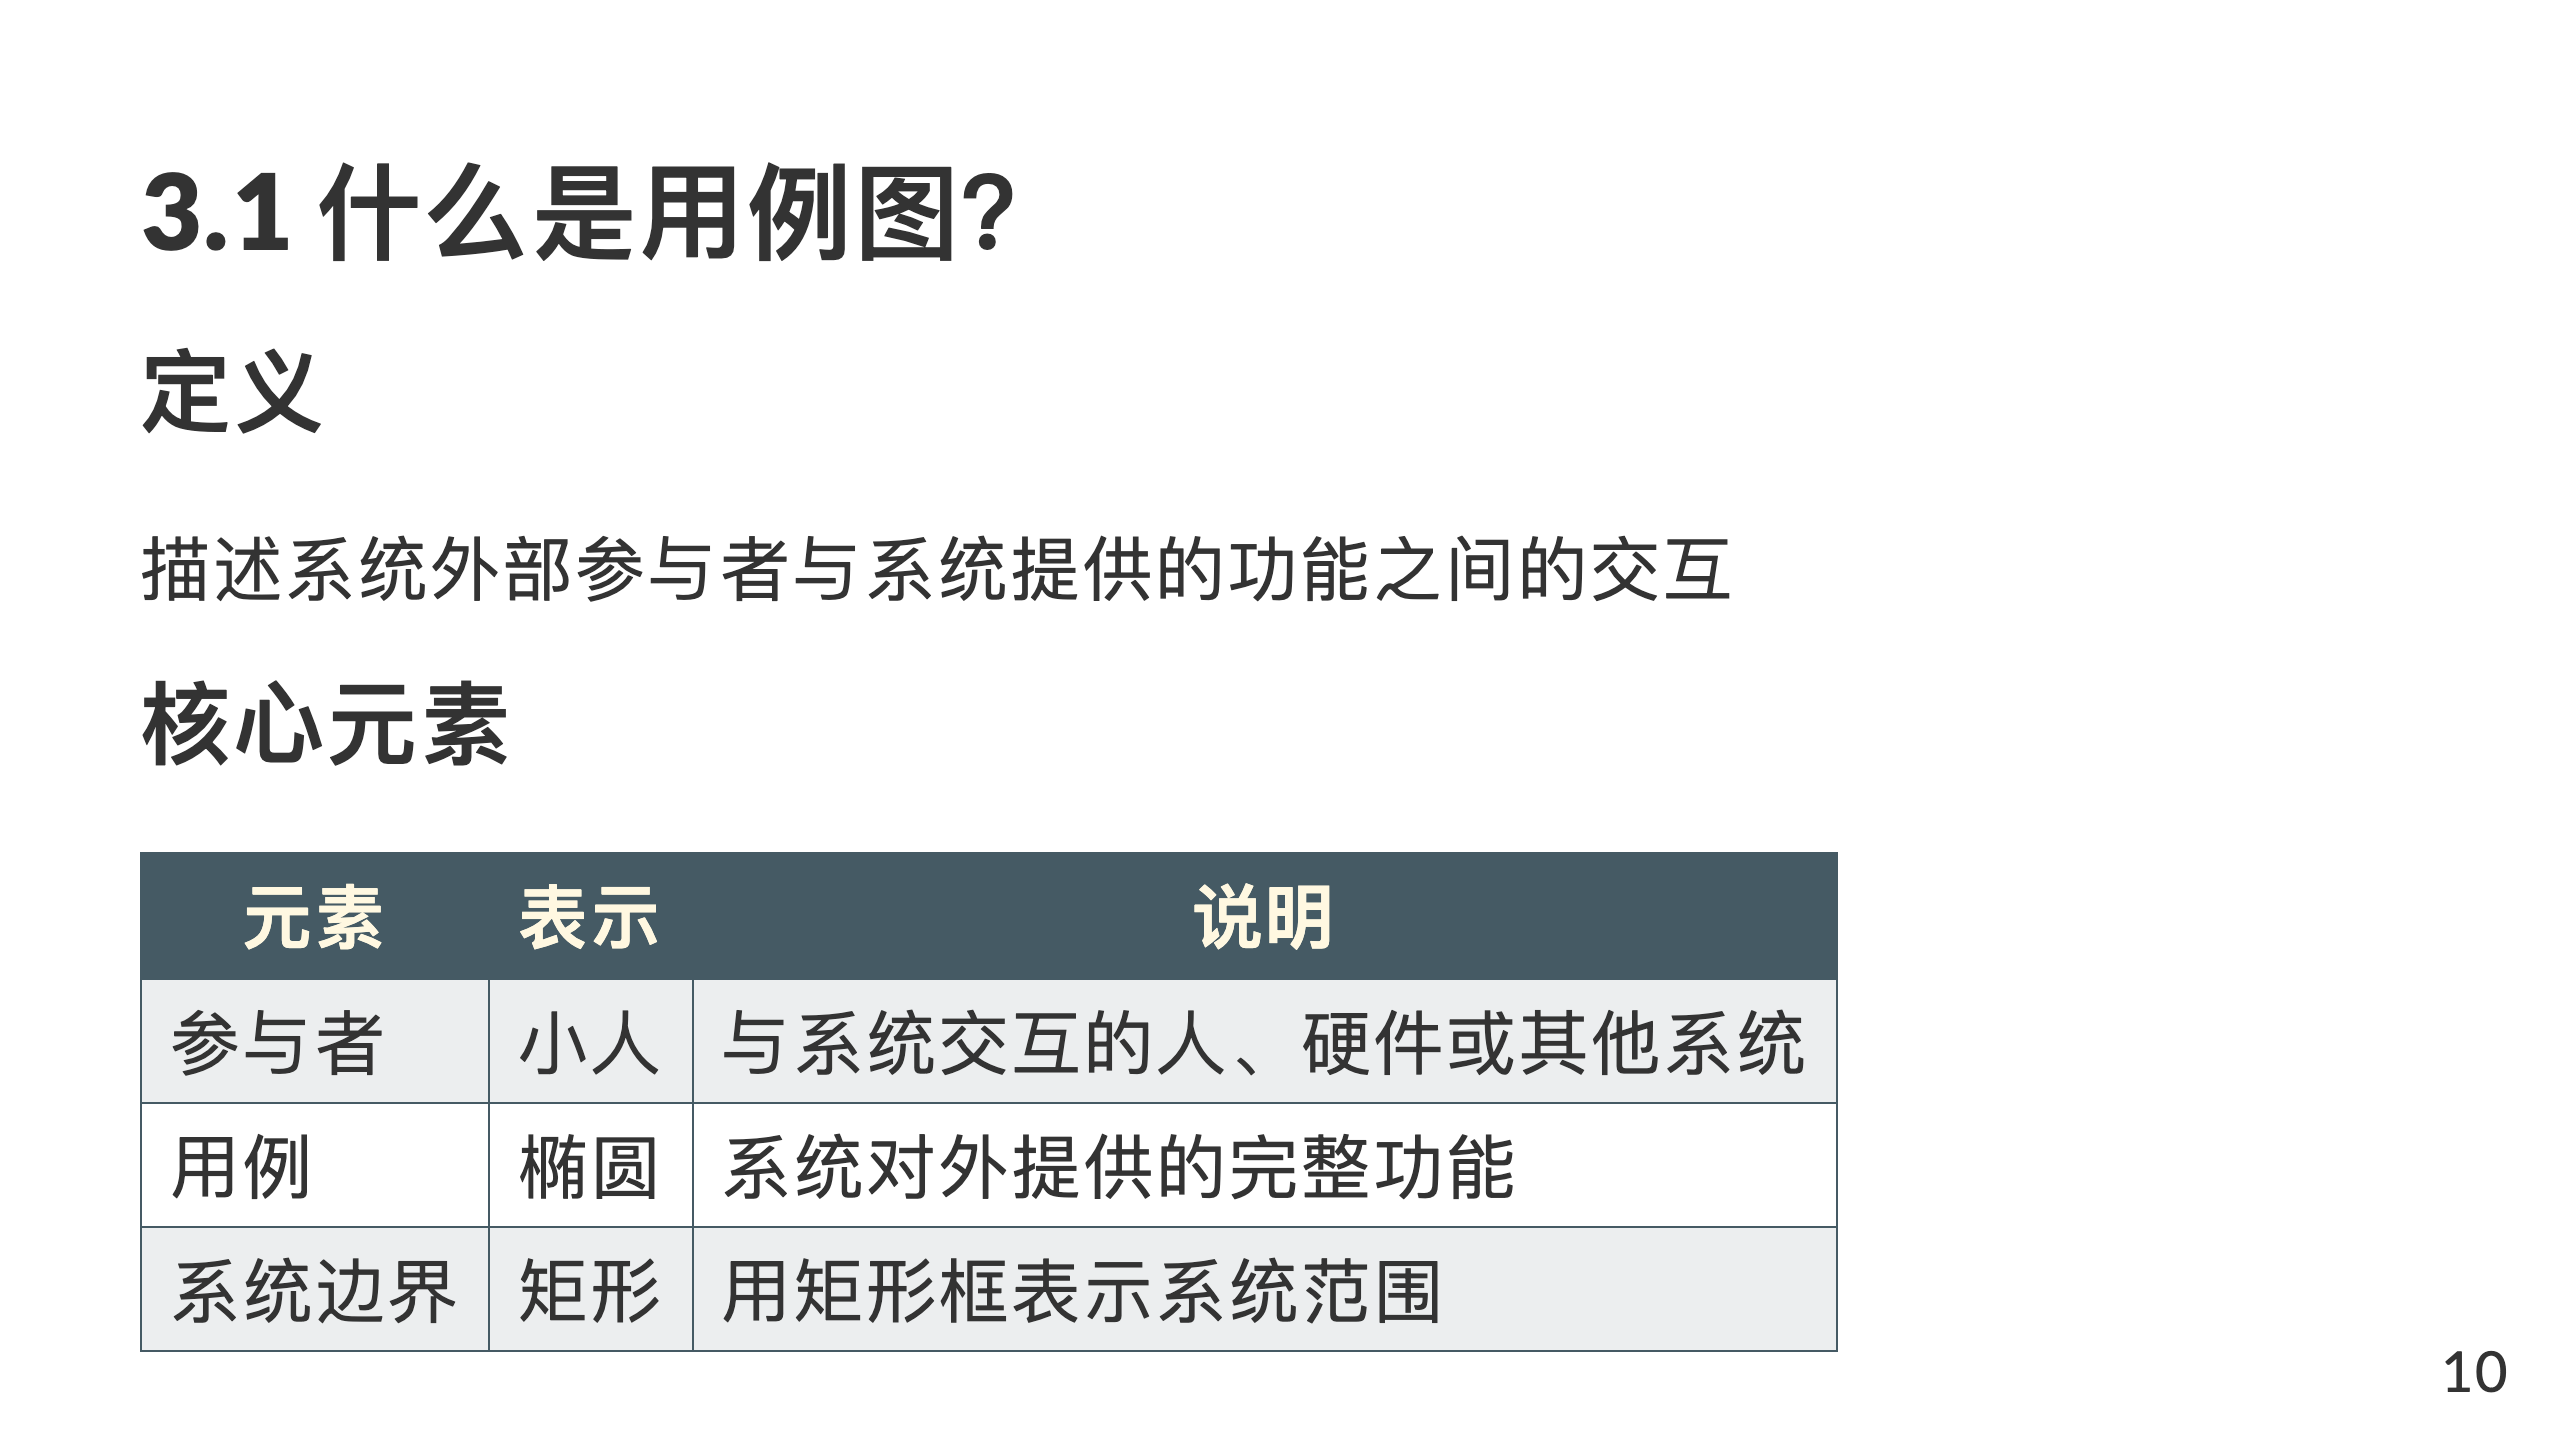 3.1 什么是用例图?
定义
描述系统外部参与者与系统提供的功能之间的交互
核心元素
元素 表示 说明
参与者 小人 与系统交互的人、硬件或其他系统
用例 椭圆 系统对外提供的完整功能
系统边界 矩形 用矩形框表示系统范围
10